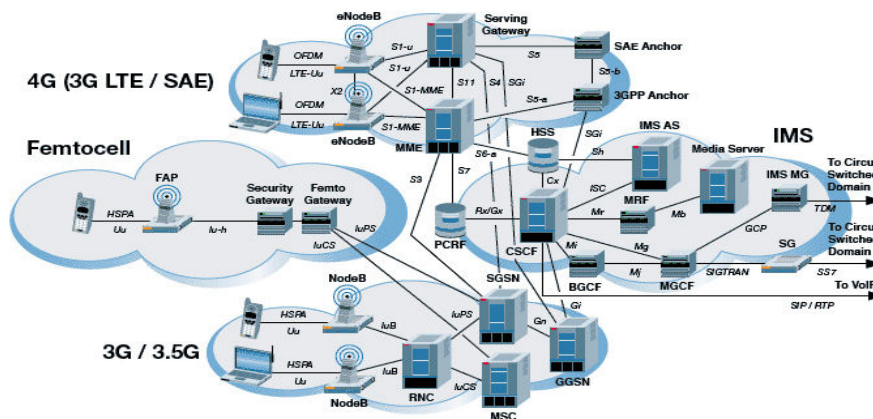 eNodeB
Serving
Gateway
OFDM
LTE-Uu
S1-u
S1-u
S5
SAE Anchor
4G (3G LTE / SAE)
X2
S1-MME
S11
S4
SGi
S5-b
OFDM
LTE-Uu
S1-MME
S5-a
3GPP Anchor
eNodeB
MME
HSS
SGi
IMS AS
IMS
Femtocell
S6-a
Sh
Media Server
To Circui
Switched
Domain
FAP
S3
S7
Cx
ISC
IMS MG
Security
Gateway
Femto
Gateway
MRF
HSPA
Uu
Iu-h
IuPS
IuCS
PCRF
Rx/Gx
Mr
Mb
TDM
To Circui
Switched
Domain
CSCF
Mg
GCP
SG
Mi
NodeB
SGSN
BGCF
Mj
MGCF
SIGTRAN
SS7
To VoIP
HSPA
Uu
IuB
IuPS
Gn
Gi
SIP / RTP
3G / 3.5G
HSPA
Uu
IuB
RNC
IuCS
GGSN
NodeB
MSC